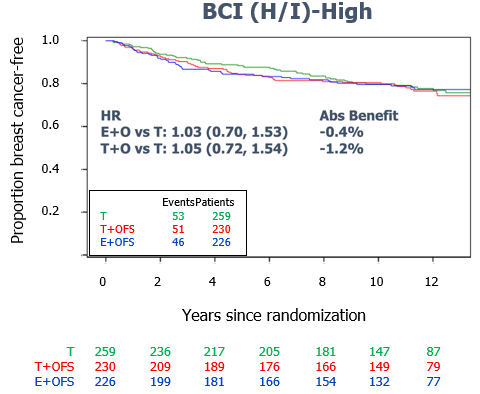 BCI (H/I)-High
Proportion breast cancer-free
1.0
0.8
0.6
0.4
0.2
HR Abs Benefit
E+O vs T: 1.03 (0.70, 1.53) -0.4%
T+O vs T: 1.05 (0.72, 1.54) -1.2%
Events Patients
T 53 259
T+OFS 51 230
E+OFS 46 226
0 2 4 6 8 10 12
Years since randomization
T 259 236 217 205 181 147 87
T+OFS 230 209 189 176 166 149 79
E+OFS 226 199 181 166 154 132 77